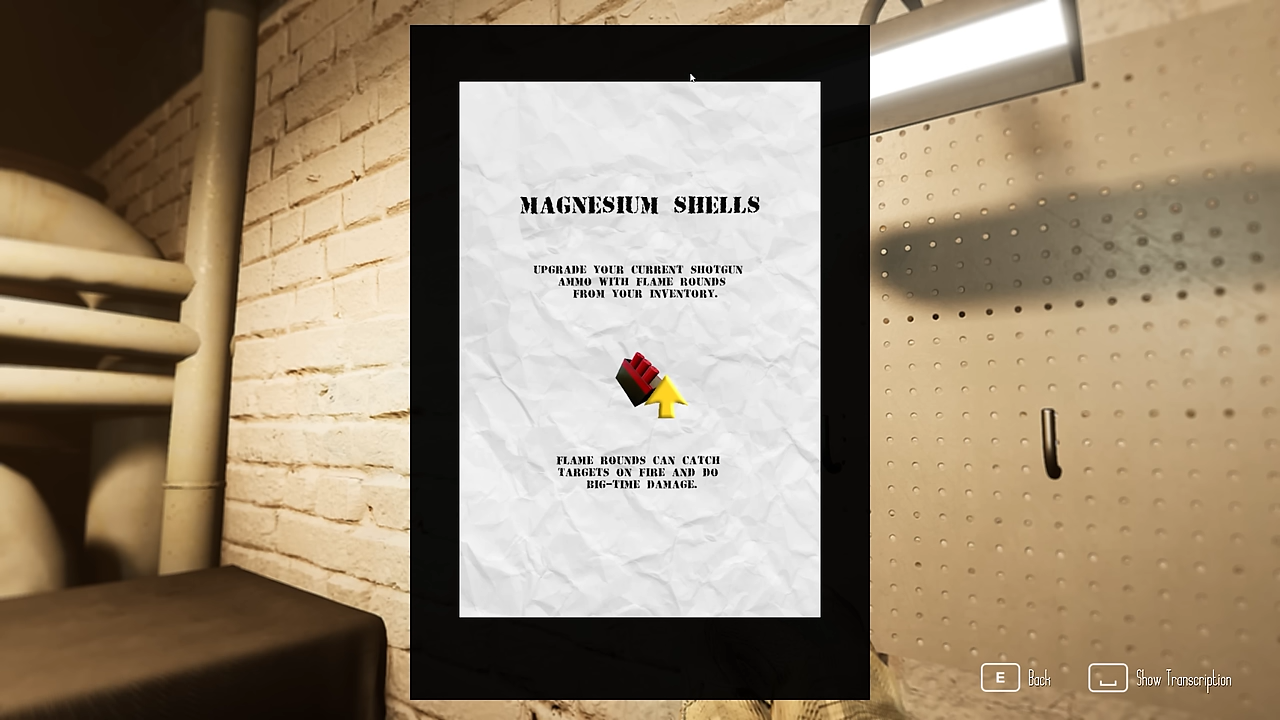 MAGNESIUM SHELLS
UPGRADE YOUR CURRENT SHOTGUN
AMMO WITH FLAME ROUNDS
FROM YOUR INVENTORY.
FLAME ROUNDS CAN CATCH
TARGETS ON FIRE AND DO
BIG-TIME DAMAGE.
E Back
Show Transcription